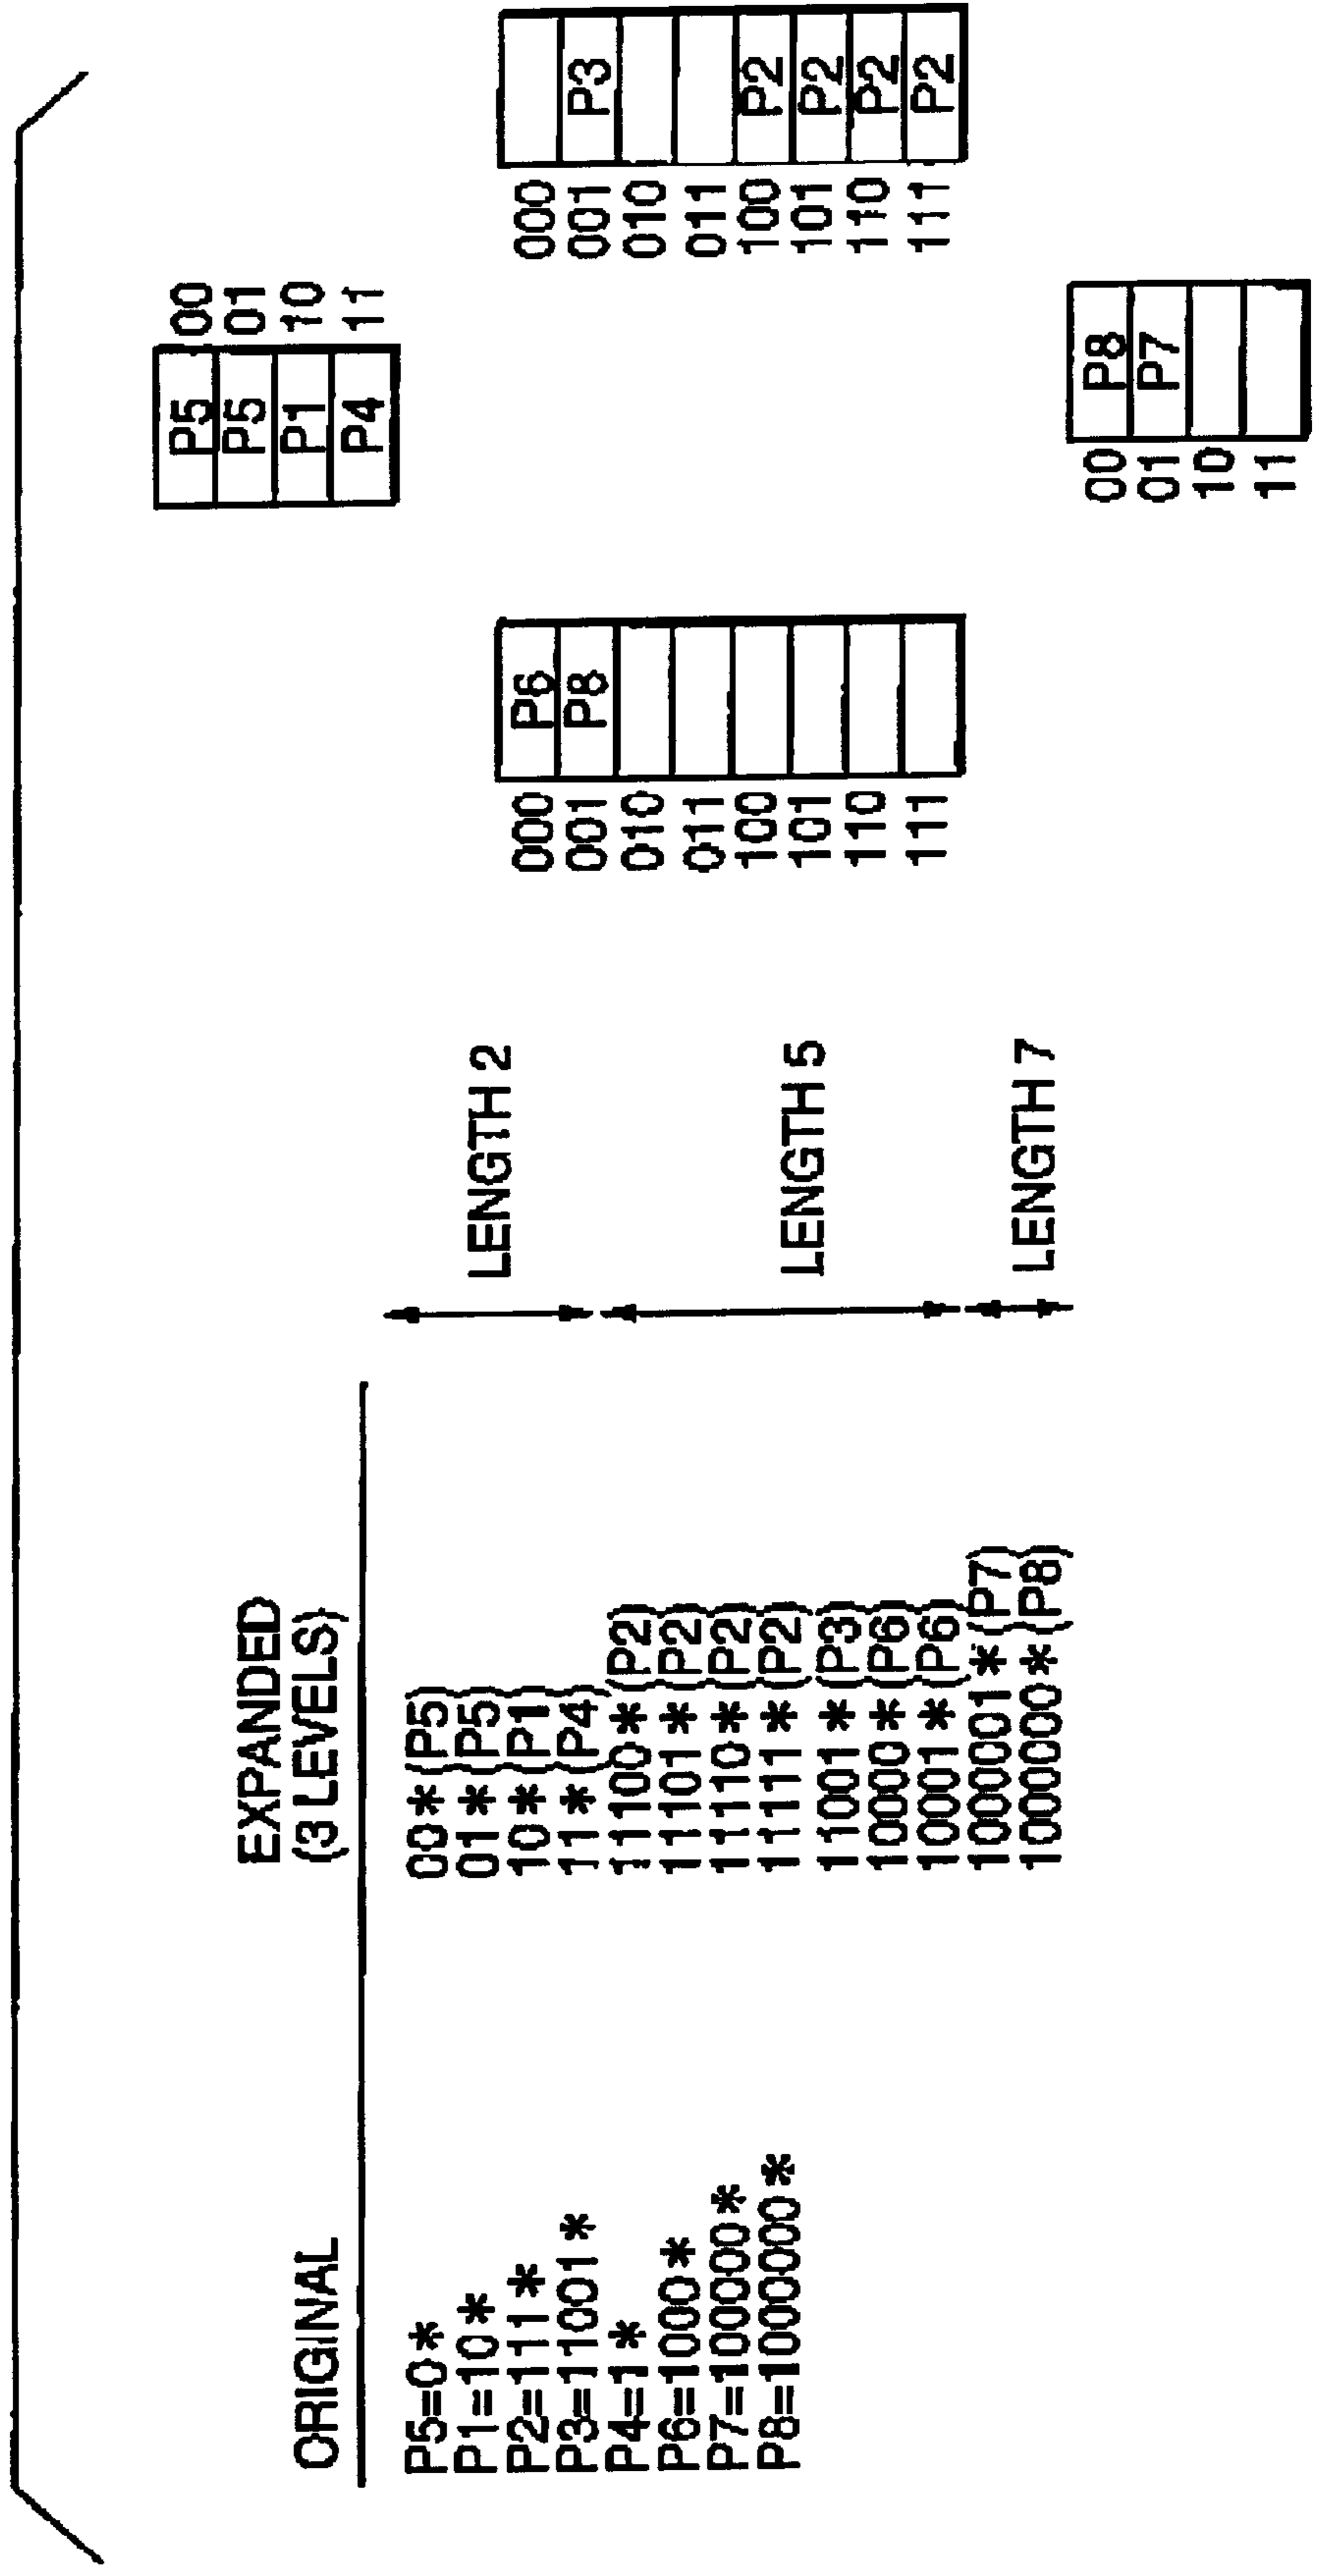 ORIGINAL
P5=0*
P1=10*
P2=111*
P3=11001*
P4=1*
P6=1000*
P7=100000*
P8=1000000*
EXPANDED
(3 LEVELS)
00*(P5)
01*(P5)
10*(P1)
11*(P4)
11100*(P2)
11101*(P2)
11110*(P2)
11111*(P2)
11001*(P3)
10000*(P6)
10001*(P6)
1000001*(P7)
1000000*(P8)
LENGTH 2
LENGTH 5
LENGTH 7
P5 00
P5 01
P1 10
P4 11
000 P6
001 P8
010
011
100
101
110
111
000
001 P3
010
011
100 P2
101 P2
110 P2
111 P2
00 P8
01 P7
10
11